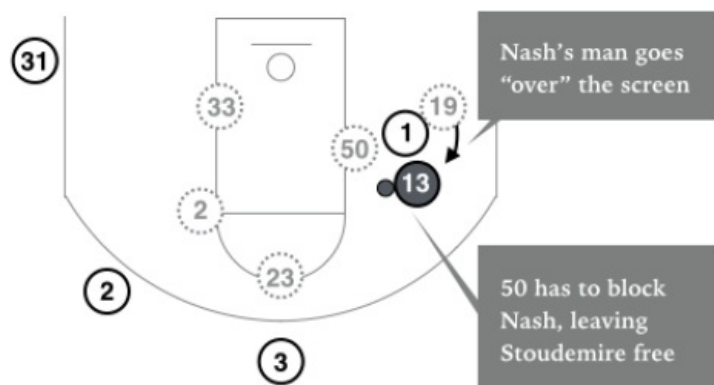 31
33
1
19
50
13
2
23
2
3
Nash’s man goes
“over” the screen
50 has to block
Nash, leaving
Stoudemire free